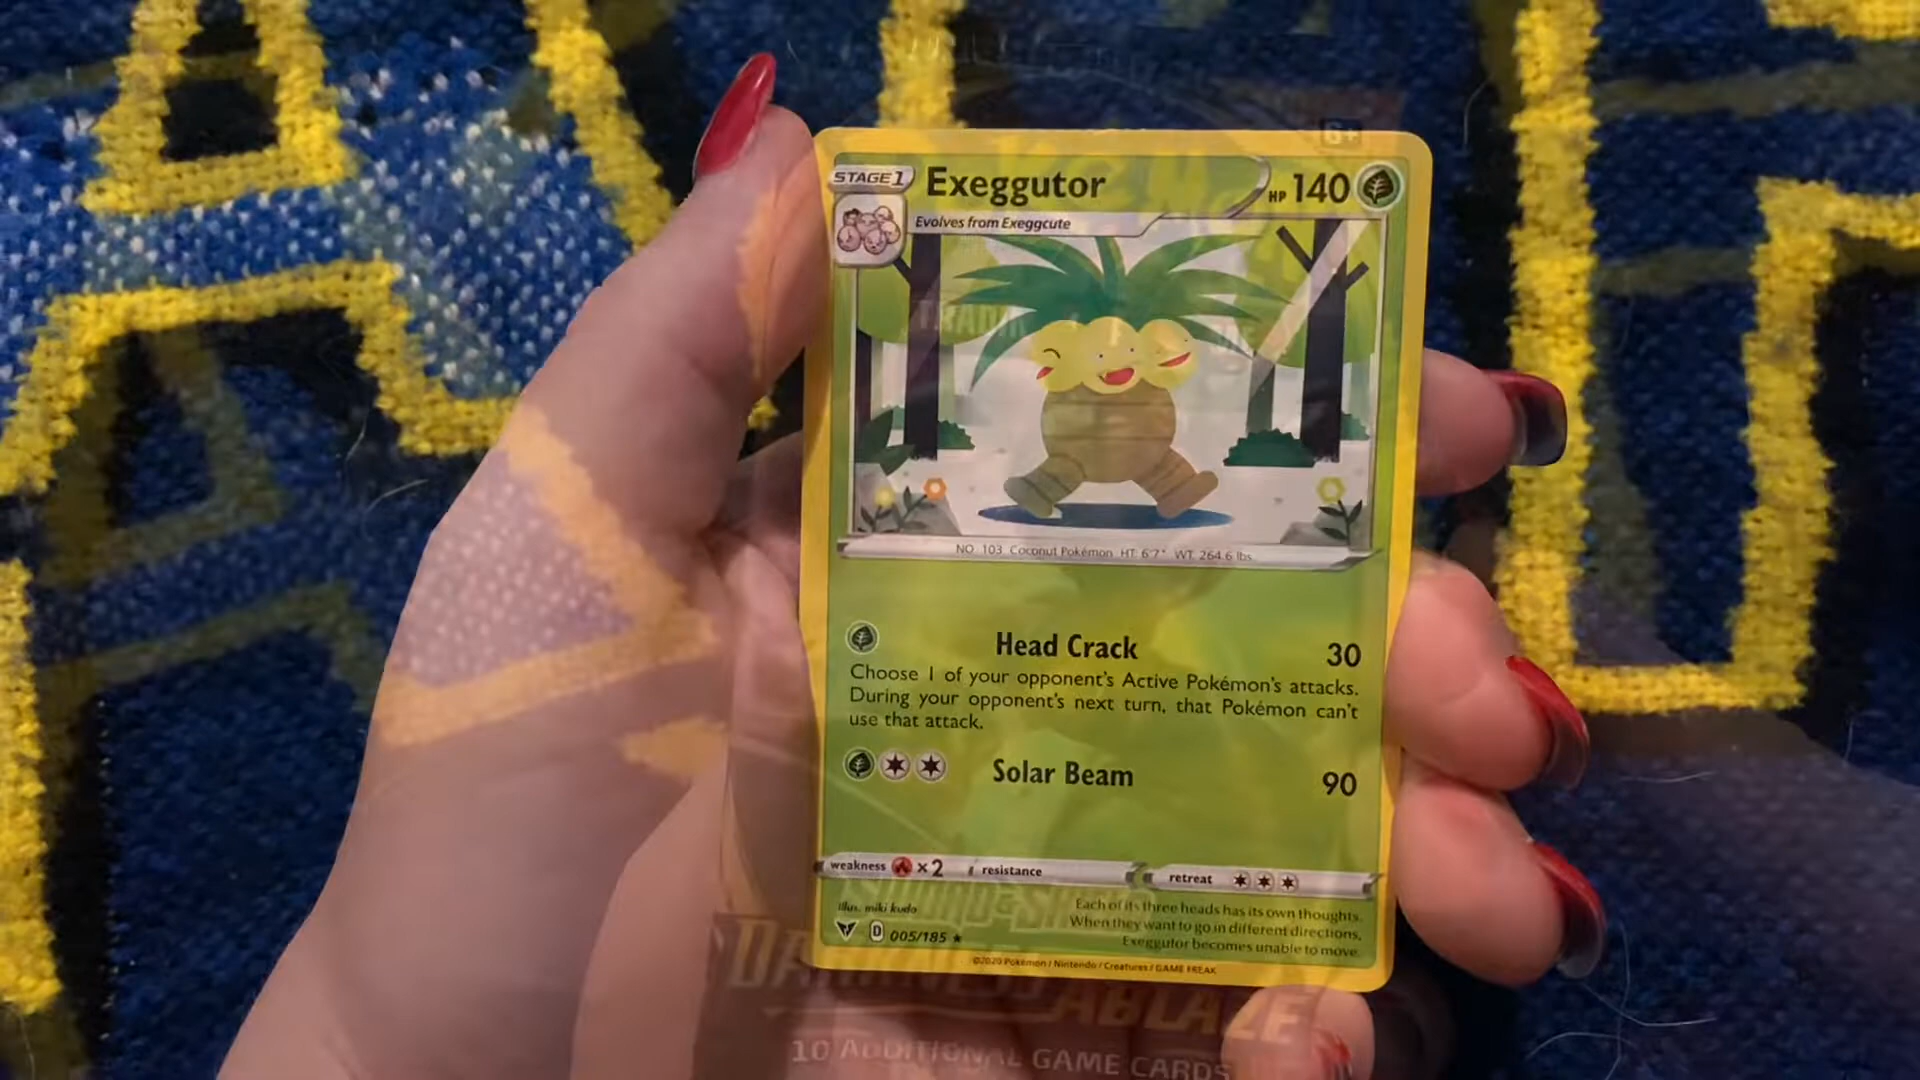 6+
STAGE 1 Exeggutor HP 140
Evolves from Exeggcute
TRADIN
NO. 103 Coconut Pokémon HT: 6'7" WT: 264.6 lbs.
Head Crack 30
Choose 1 of your opponent's Active Pokémon's attacks.
During your opponent's next turn, that Pokémon can't
use that attack.
Solar Beam 90
weakness ×2 resistance retreat
Illus. miki kudo
D 005/185 ★
Each of its three heads has its own thoughts.
When they want to go in different directions,
Exeggutor becomes unable to move.
©2020 Pokémon / Nintendo / Creatures / GAME FREAK
DARKNESS ABLAZE
10 ADDITIONAL GAME CARDS